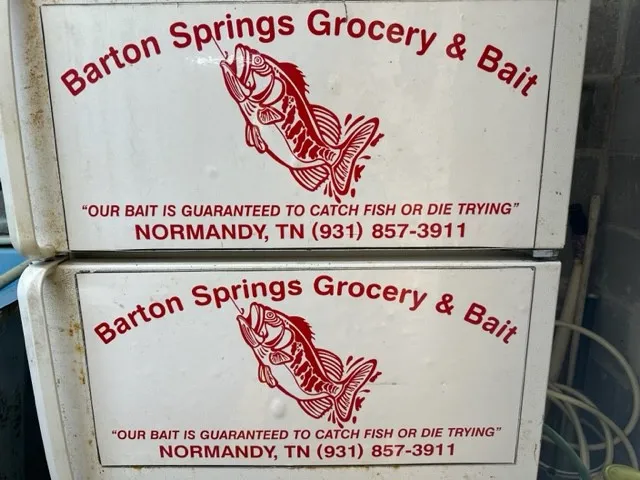 Barton Springs Grocery & Bait
"OUR BAIT IS GUARANTEED TO CATCH FISH OR DIE TRYING"
NORMANDY, TN (931) 857-3911
Barton Springs Grocery & Bait
"OUR BAIT IS GUARANTEED TO CATCH FISH OR DIE TRYING"
NORMANDY, TN (931) 857-3911